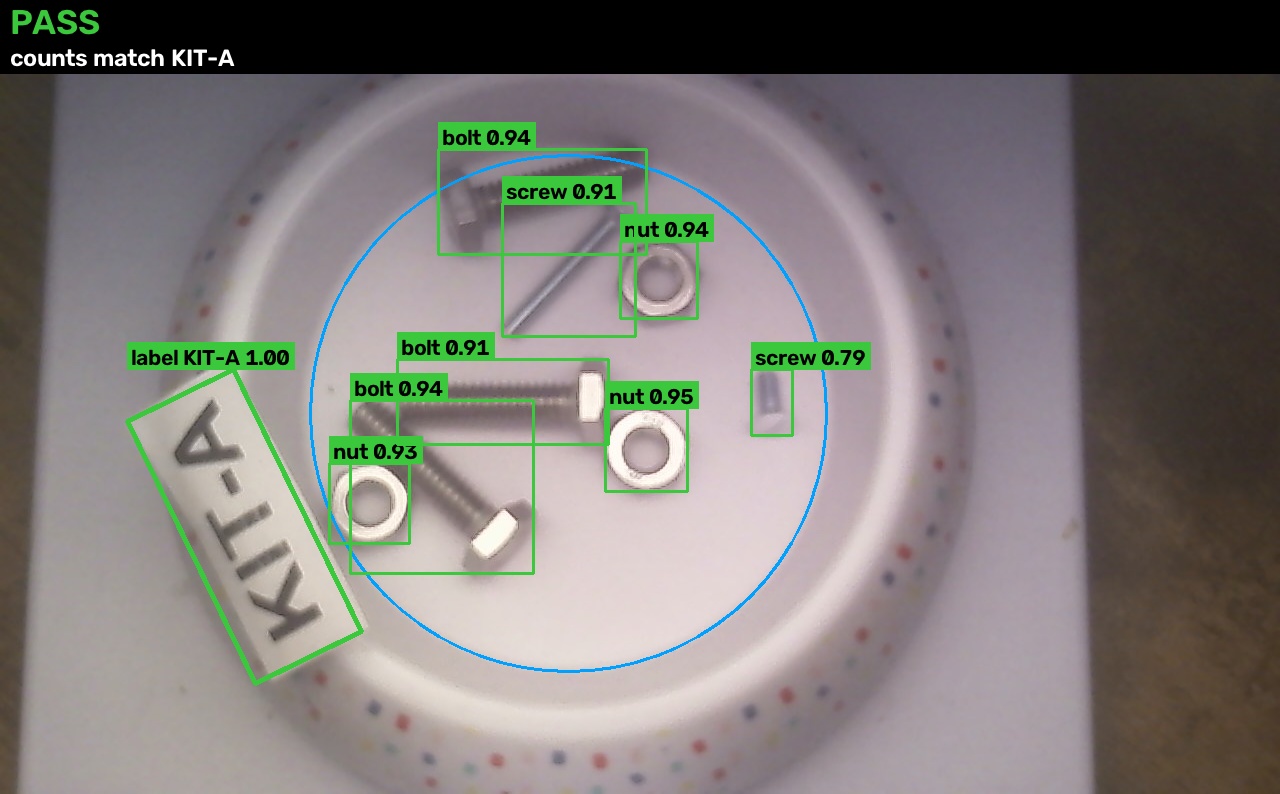 PASS
counts match KIT-A
bolt 0.94
screw 0.91
nut 0.94
bolt 0.91
label KIT-A 1.00
screw 0.79
bolt 0.94
nut 0.95
nut 0.93
KIT-A